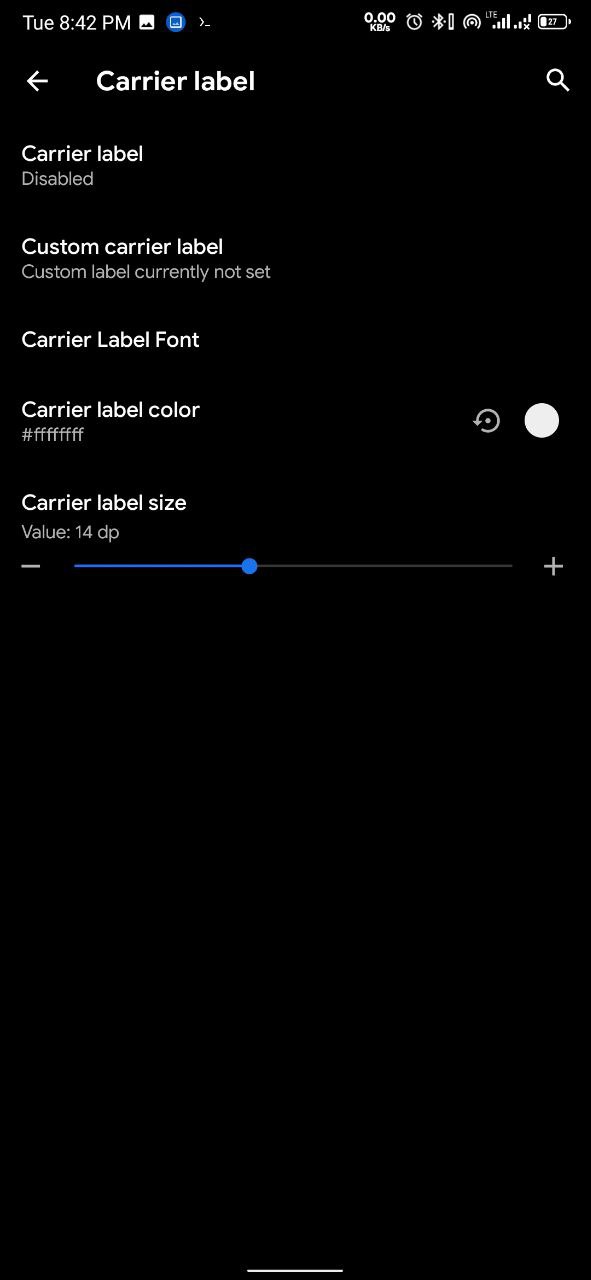 Tue 8:42 PM
0.00
KB/s
LTE
27
Carrier label
Carrier label
Disabled
Custom carrier label
Custom label currently not set
Carrier Label Font
Carrier label color
#ffffffff
Carrier label size
Value: 14 dp